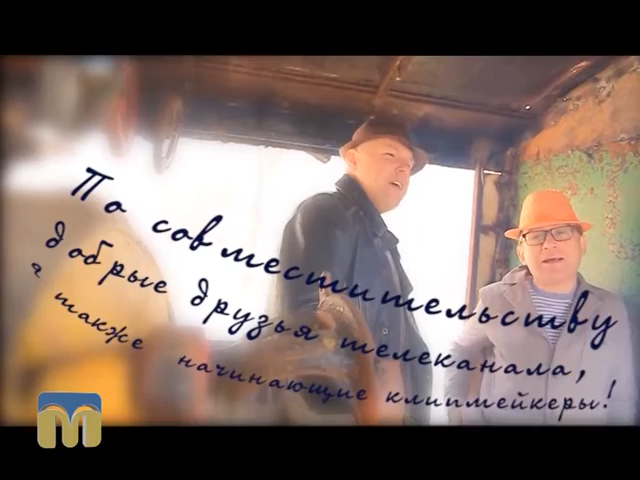 По совместительству
добрые друзья телеканала,
а также начинающие клипмейкеры!
М